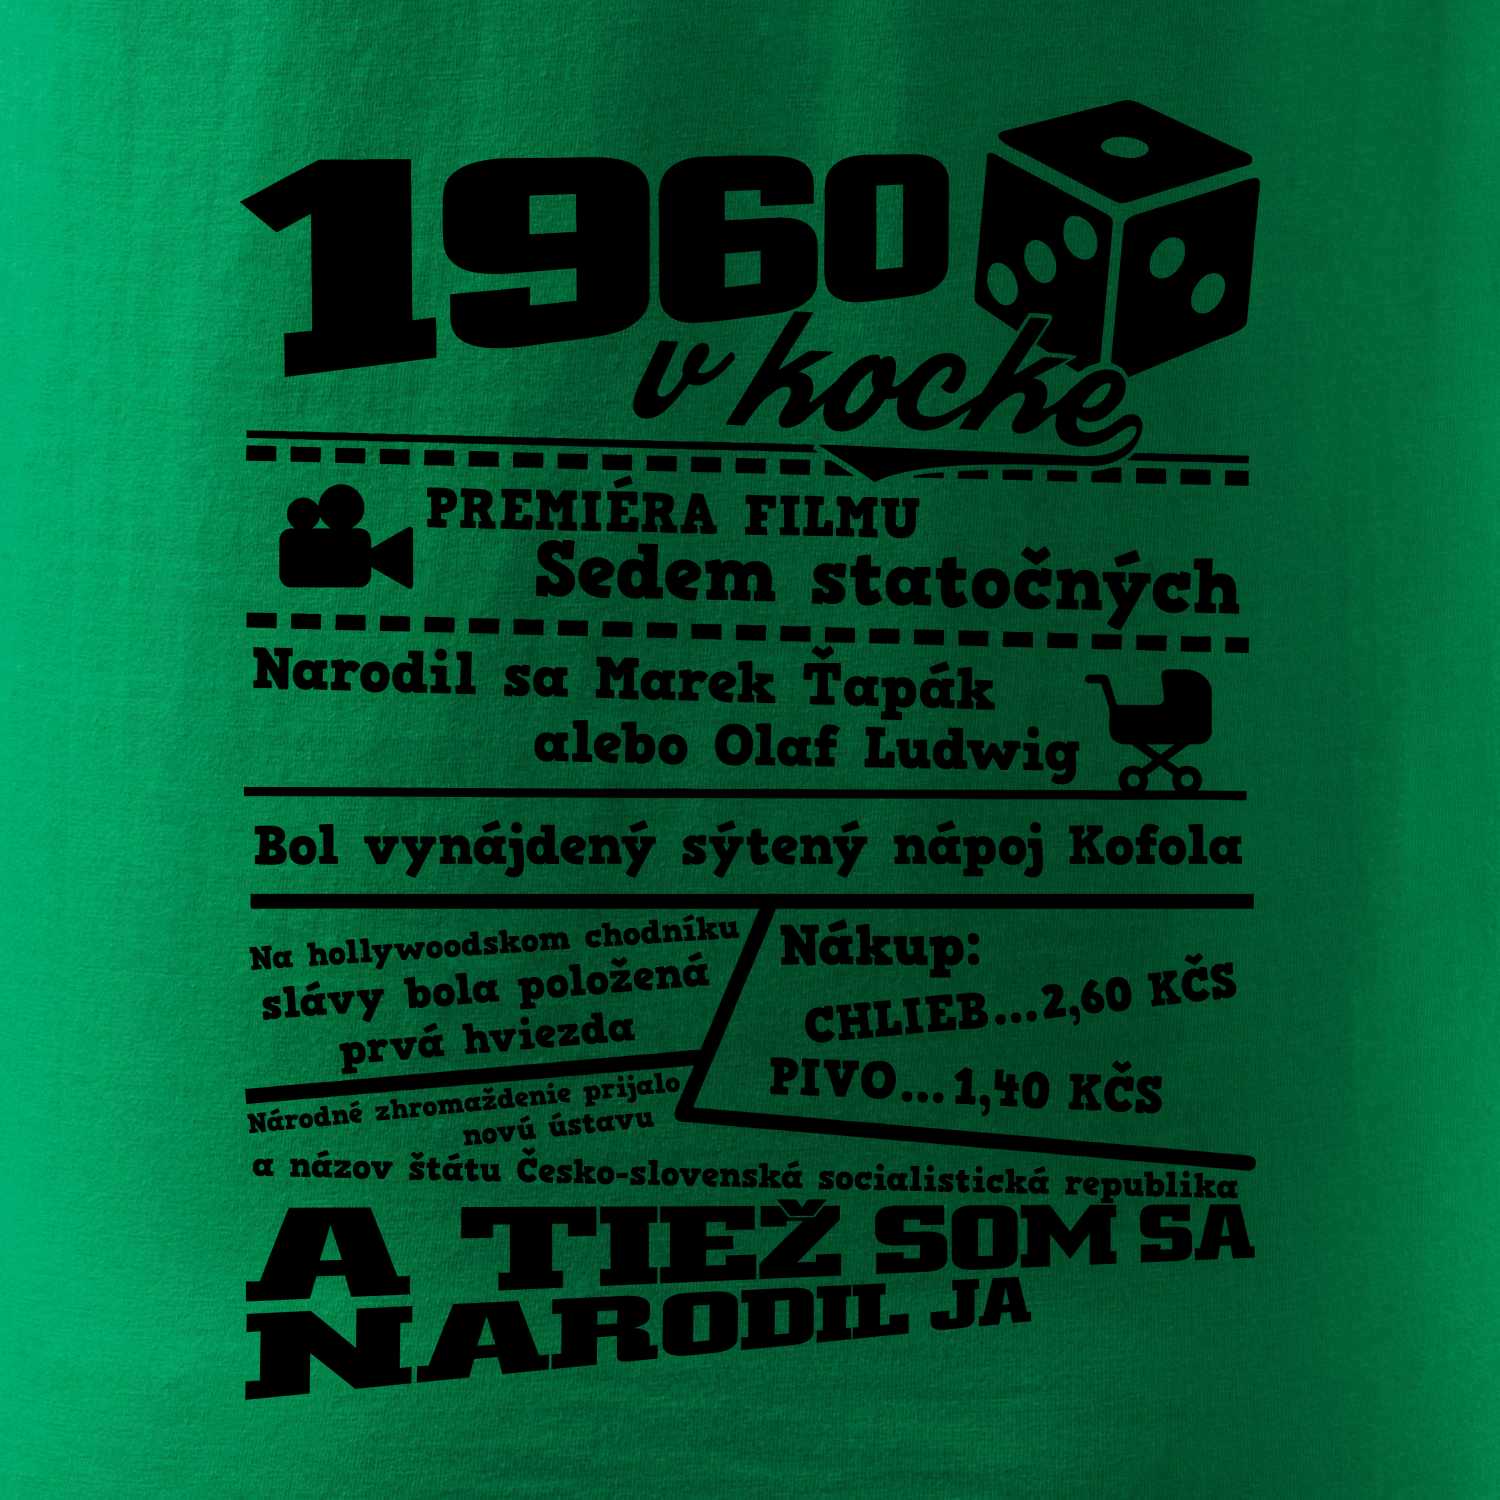 1960
v kocke
PREMIÉRA FILMU
Sedem statočných
Narodil sa Marek Ťapák
alebo Olaf Ludwig
Bol vynájdený sýtený nápoj Kofola
Na hollywoodskom chodníku
slávy bola položená
prvá hviezda
Nákup:
CHLIEB...2,60 KČS
PIVO...1,40 KČS
Národné zhromaždenie prijalo
novú ústavu
a názov štátu Česko-slovenská socialistická republika
A TIEŽ SOM SA
NARODIL JA